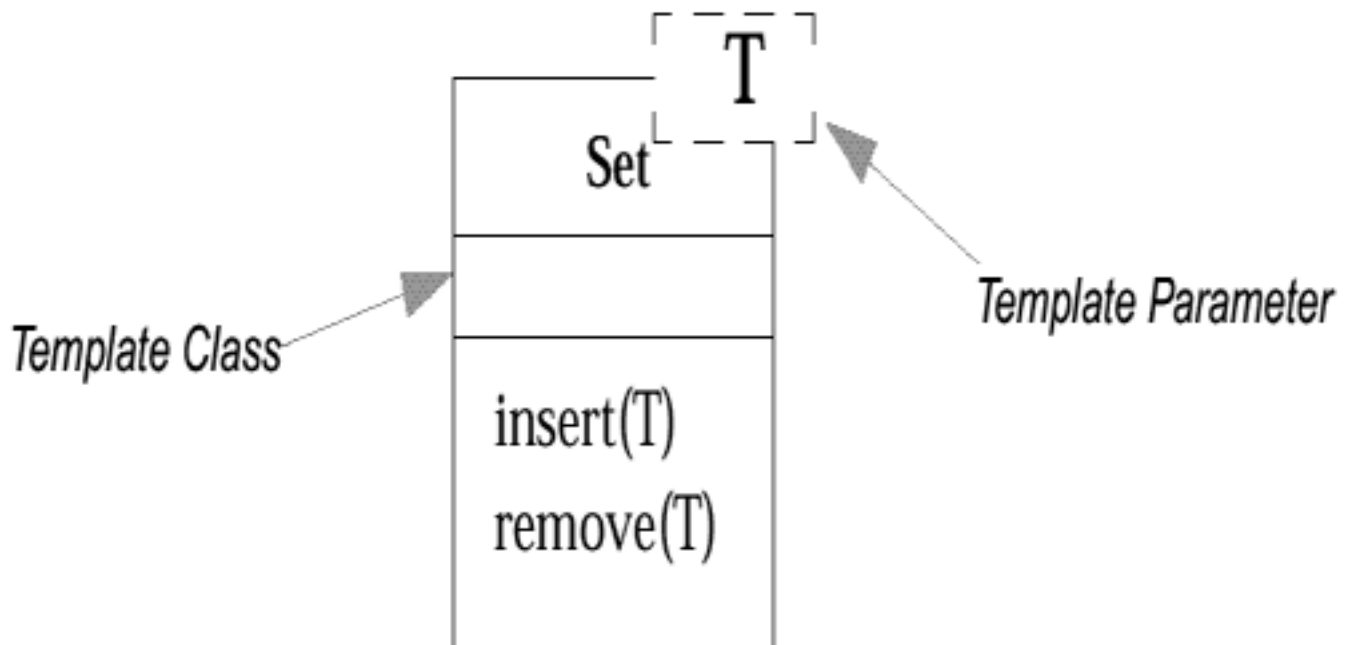 T
Set
Template Parameter
Template Class
insert(T)
remove(T)